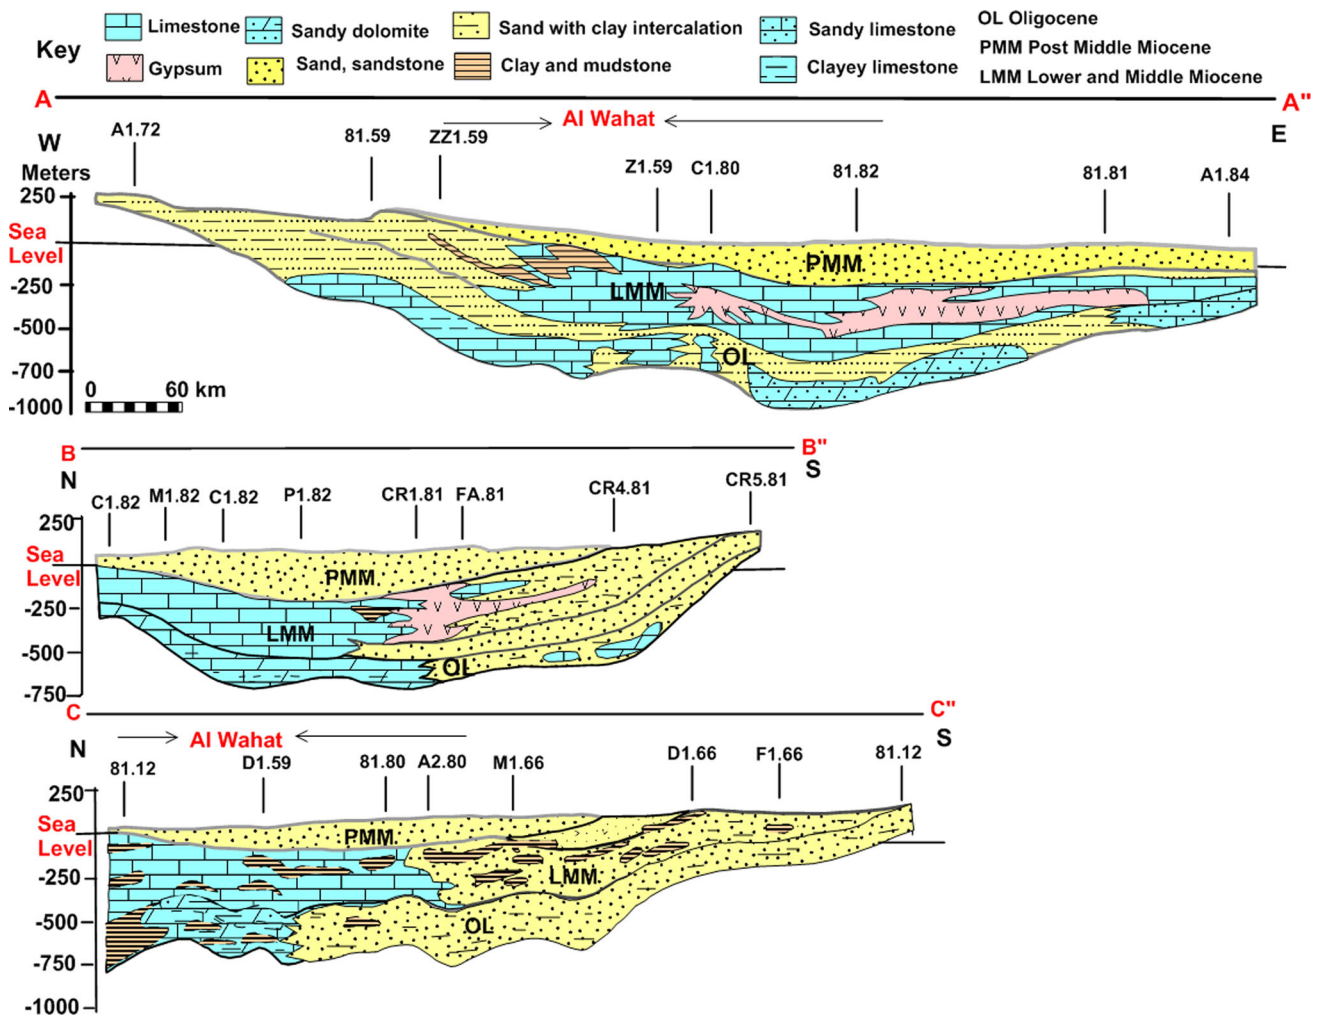 Key
Limestone
Sandy dolomite
Sand with clay intercalation
Sandy limestone
OL Oligocene
Gypsum
Sand, sandstone
Clay and mudstone
Clayey limestone
PMM Post Middle Miocene
LMM Lower and Middle Miocene
A A"
Al Wahat
W E
A1.72 81.59 ZZ1.59 Z1.59 C1.80 81.82 81.81 A1.84
Meters
250
Sea
Level
-250
-500
-700
-1000
PMM
LMM
OL
0 60 km
B B"
N S
C1.82 M1.82 C1.82 P1.82 CR1.81 FA.81 CR4.81 CR5.81
250
Sea
Level
-250
-500
-750
PMM
LMM
OL
C C"
Al Wahat
N S
81.12 D1.59 81.80 A2.80 M1.66 D1.66 F1.66 81.12
250
Sea
Level
-250
-500
-750
-1000
PMM
LMM
OL